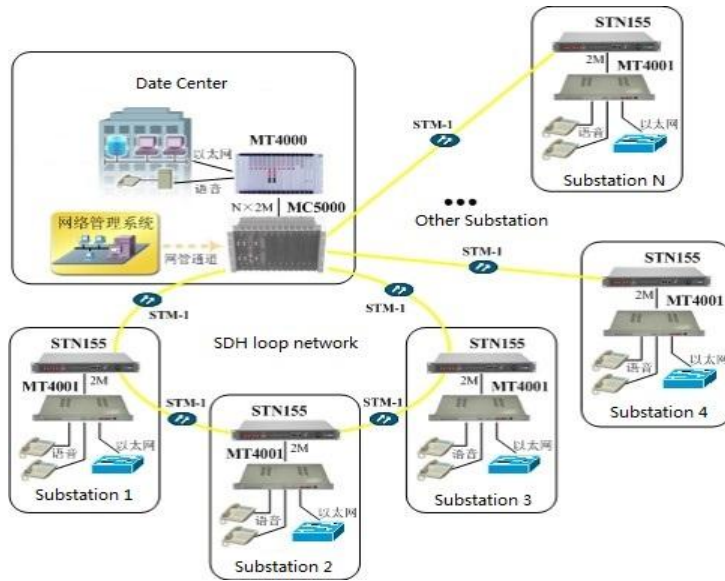 STN155
2M
MT4001
语音
以太网
Substation N
Date Center
以太网
MT4000
语音
N×2M
MC5000
网络管理系统
网管通道
STM-1
•••
Other Substation
STM-1
STN155
2M
MT4001
语音
以太网
Substation 4
STM-1
STM-1
SDH loop network
STN155
2M
MT4001
语音
以太网
Substation 1
STM-1
STN155
2M
MT4001
语音
以太网
Substation 2
STM-1
STN155
2M
MT4001
语音
以太网
Substation 3